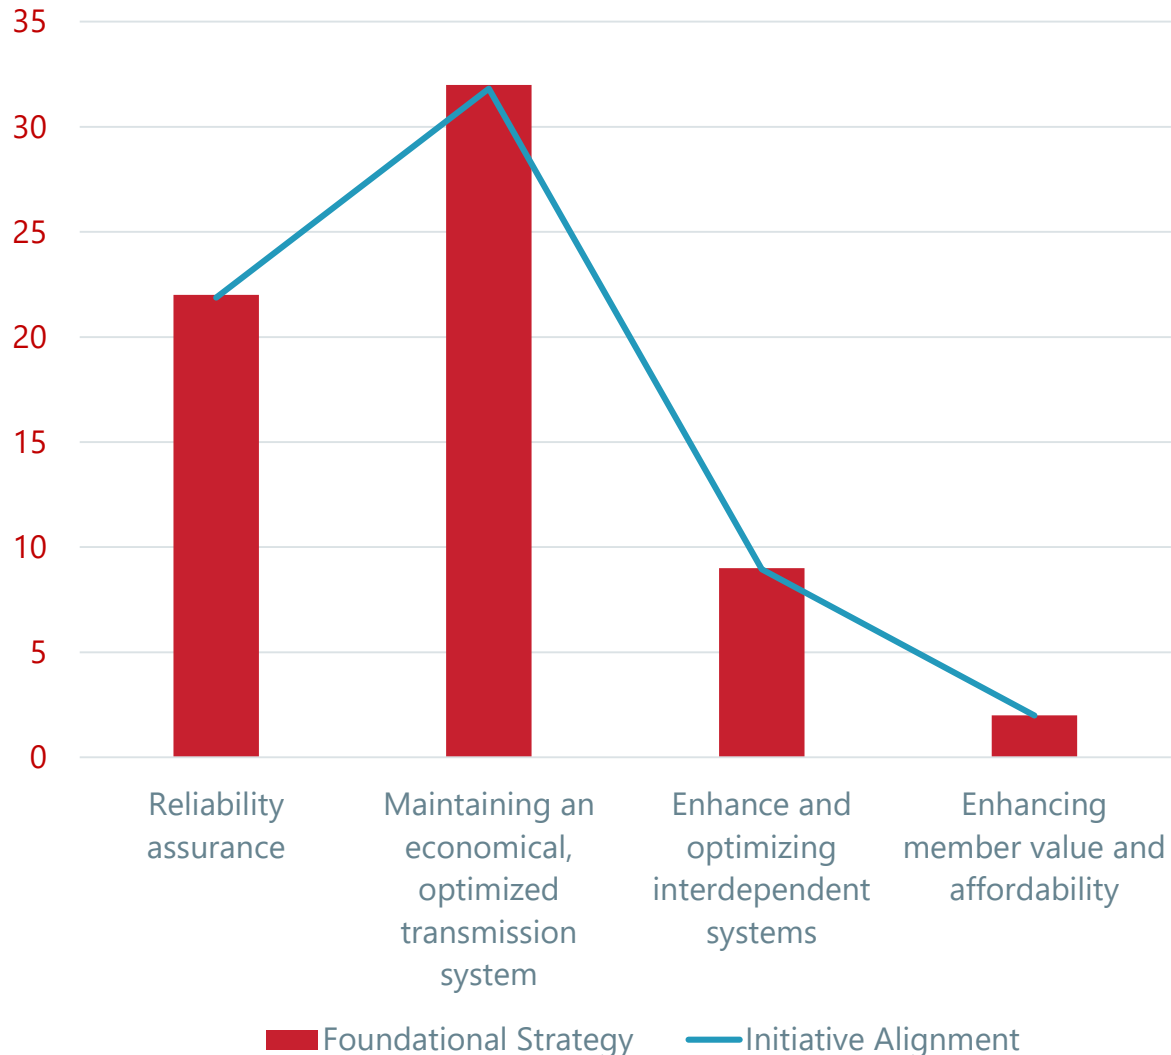 35
30
25
20
15
10
5
0
Reliability
assurance
Maintaining an
economical,
optimized
transmission
system
Enhance and
optimizing
interdependent
systems
Enhancing
member value and
affordability
Foundational Strategy
Initiative Alignment